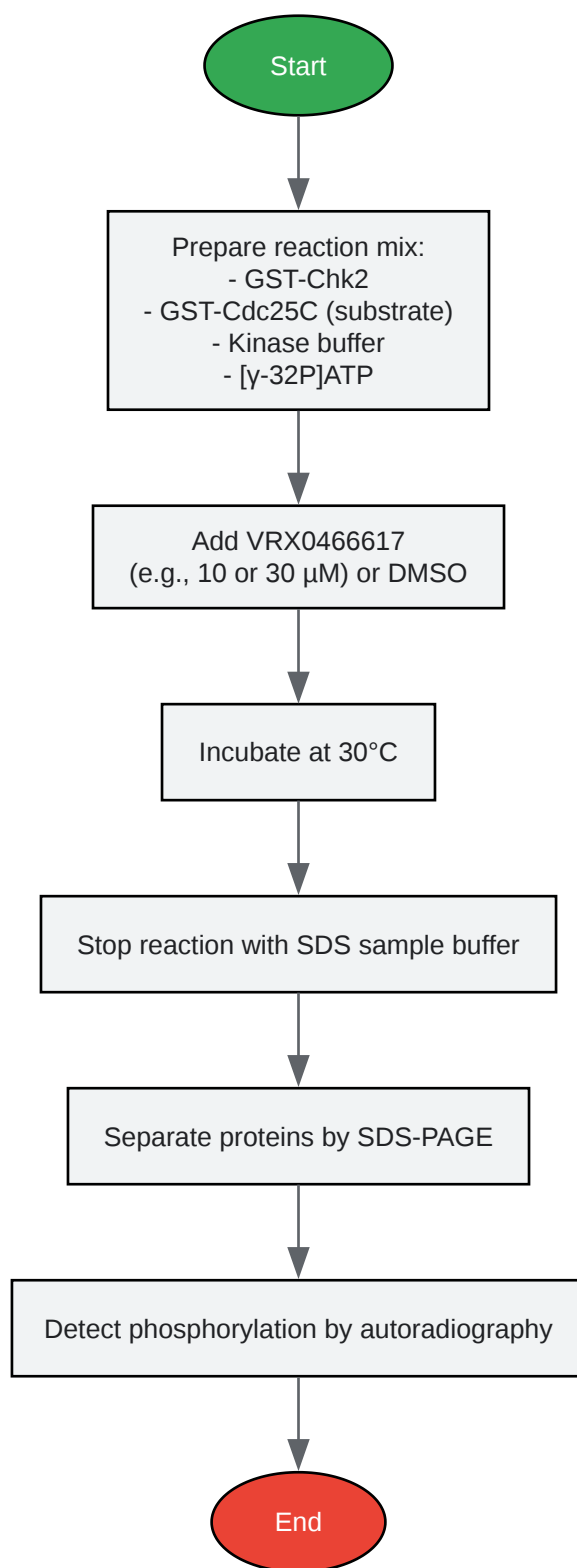 Start
Prepare reaction mix:
- GST-Chk2
- GST-Cdc25C (substrate)
- Kinase buffer
- [γ-32P]ATP
Add VRX0466617
(e.g., 10 or 30 µM) or DMSO
Incubate at 30°C
Stop reaction with SDS sample buffer
Separate proteins by SDS-PAGE
Detect phosphorylation by autoradiography
End